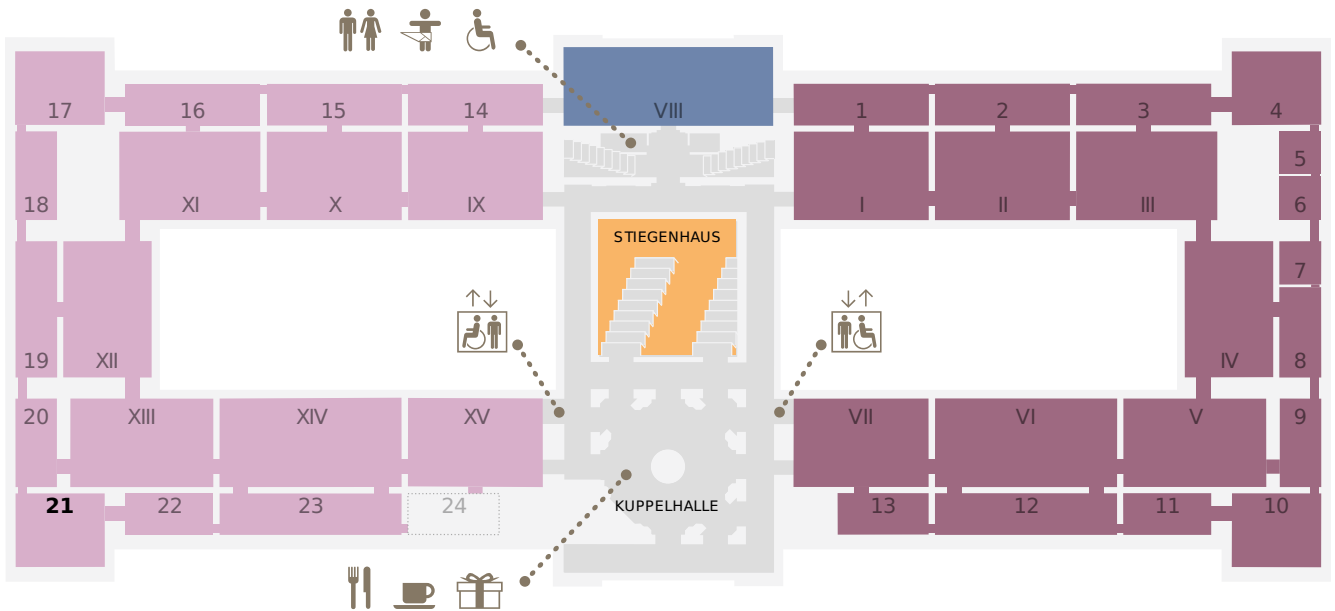 17
16
15
14
VIII
1
2
3
4
5
18
XI
X
IX
I
II
III
6
STIEGENHAUS
7
19
XII
IV
8
20
XIII
XIV
XV
VII
VI
V
9
21
22
23
24
KUPPELHALLE
13
12
11
10